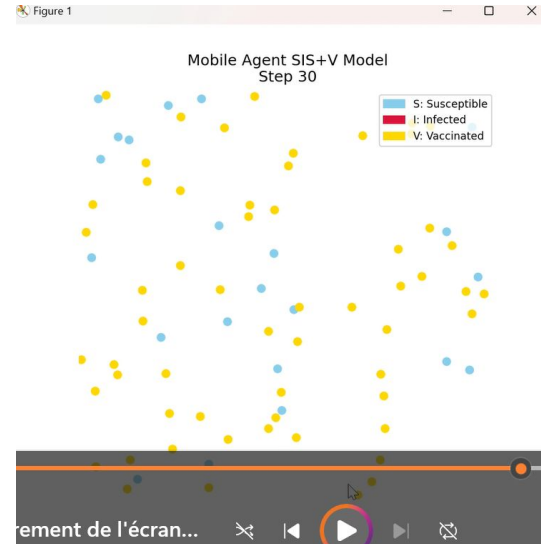 Figure 1
Mobile Agent SIS+V Model
Step 30
S: Susceptible
I: Infected
V: Vaccinated
rement de l'écran...